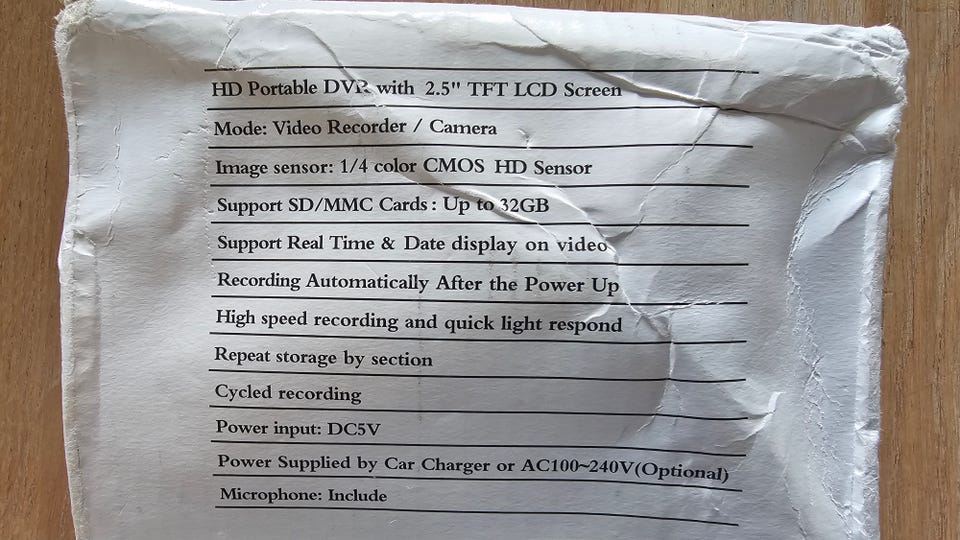 HD Portable DVR with 2.5" TFT LCD Screen
Mode: Video Recorder / Camera
Image sensor: 1/4 color CMOS HD Sensor
Support SD/MMC Cards : Up to 32GB
Support Real Time & Date display on video
Recording Automatically After the Power Up
High speed recording and quick light respond
Repeat storage by section
Cycled recording
Power input: DC5V
Power Supplied by Car Charger or AC100~240V(Optional)
Microphone: Include